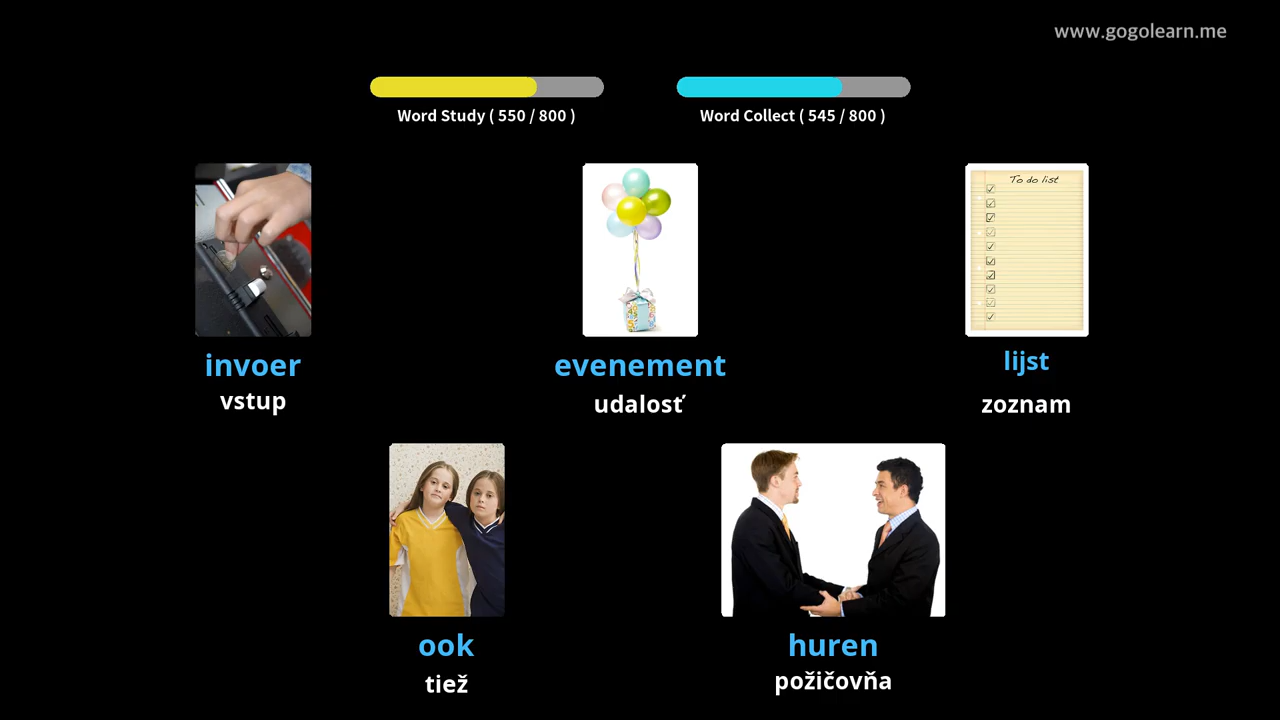 www.gogolearn.me
Word Study ( 550 / 800 )
Word Collect ( 545 / 800 )
To do list
invoer
vstup
evenement
udalosť
lijst
zoznam
ook
tiež
huren
požičovňa